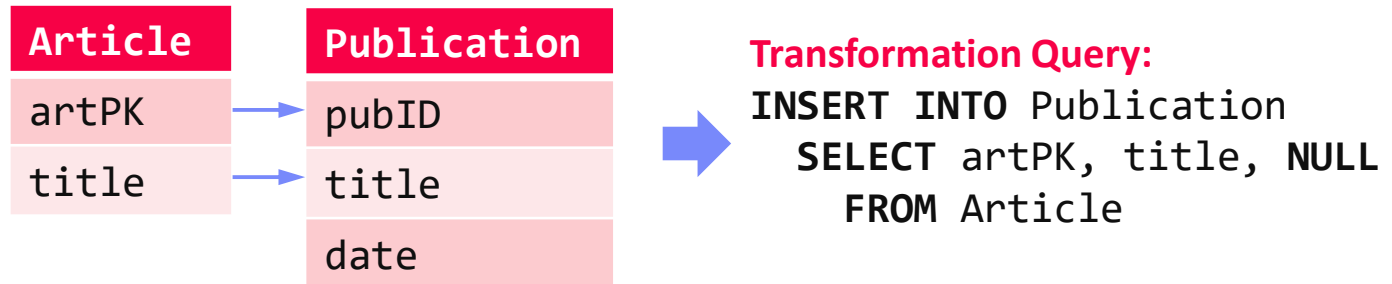 Article
artPK
title
Publication
pubID
title
date
Transformation Query:
INSERT INTO Publication
SELECT artPK, title, NULL
FROM Article